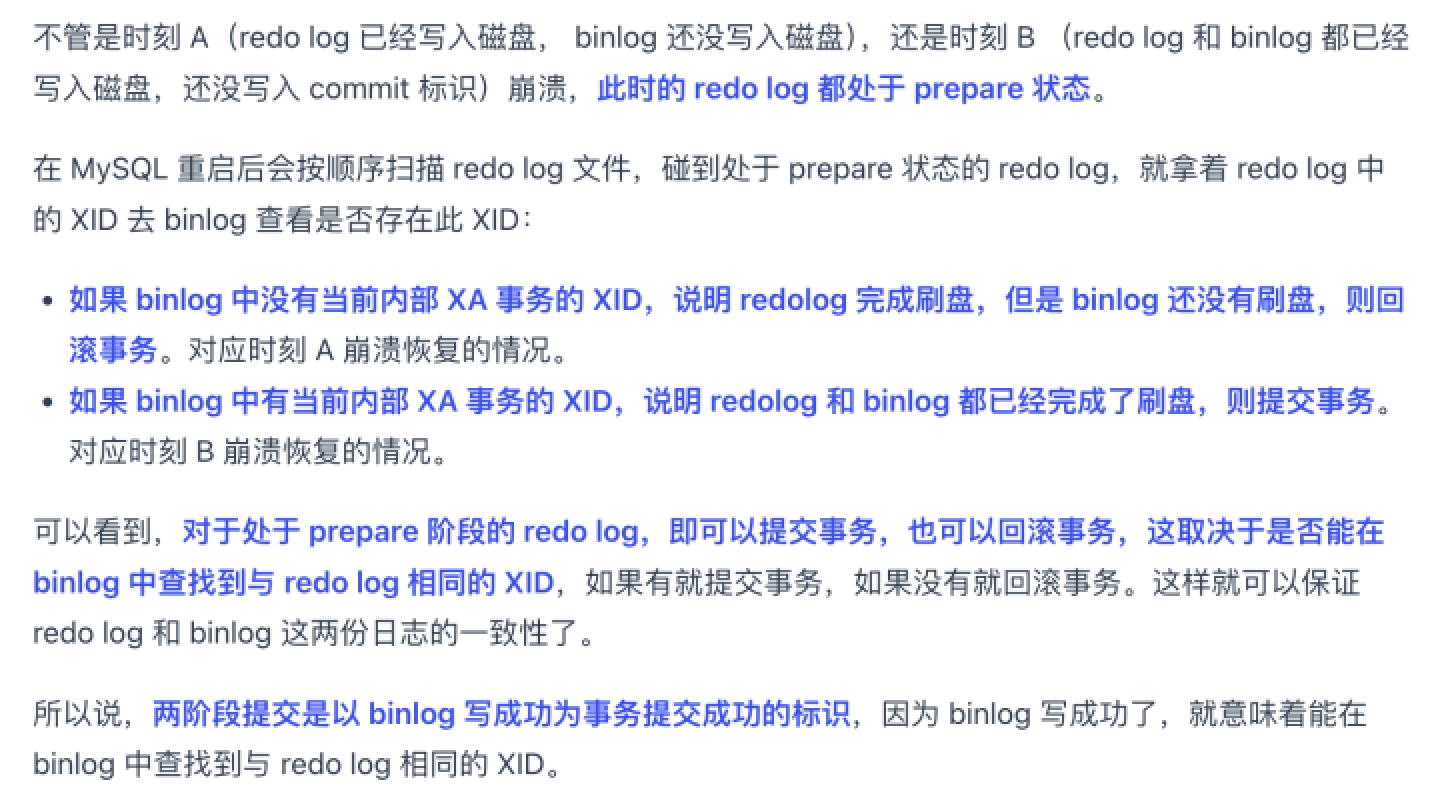 不管是时刻 A（redo log 已经写入磁盘， binlog 还没写入磁盘），还是时刻 B （redo log 和 binlog 都已经
写入磁盘，还没写入 commit 标识）崩溃，此时的 redo log 都处于 prepare 状态。
在 MySQL 重启后会按顺序扫描 redo log 文件，碰到处于 prepare 状态的 redo log，就拿着 redo log 中
的 XID 去 binlog 查看是否存在此 XID：
• 如果 binlog 中没有当前内部 XA 事务的 XID，说明 redolog 完成刷盘，但是 binlog 还没有刷盘，则回
滚事务。对应时刻 A 崩溃恢复的情况。
• 如果 binlog 中有当前内部 XA 事务的 XID，说明 redolog 和 binlog 都已经完成了刷盘，则提交事务。
对应时刻 B 崩溃恢复的情况。
可以看到，对于处于 prepare 阶段的 redo log，即可以提交事务，也可以回滚事务，这取决于是否能在
binlog 中查找到与 redo log 相同的 XID，如果有就提交事务，如果没有就回滚事务。这样就可以保证
redo log 和 binlog 这两份日志的一致性了。
所以说，两阶段提交是以 binlog 写成功为事务提交成功的标识，因为 binlog 写成功了，就意味着能在
binlog 中查找到与 redo log 相同的 XID。